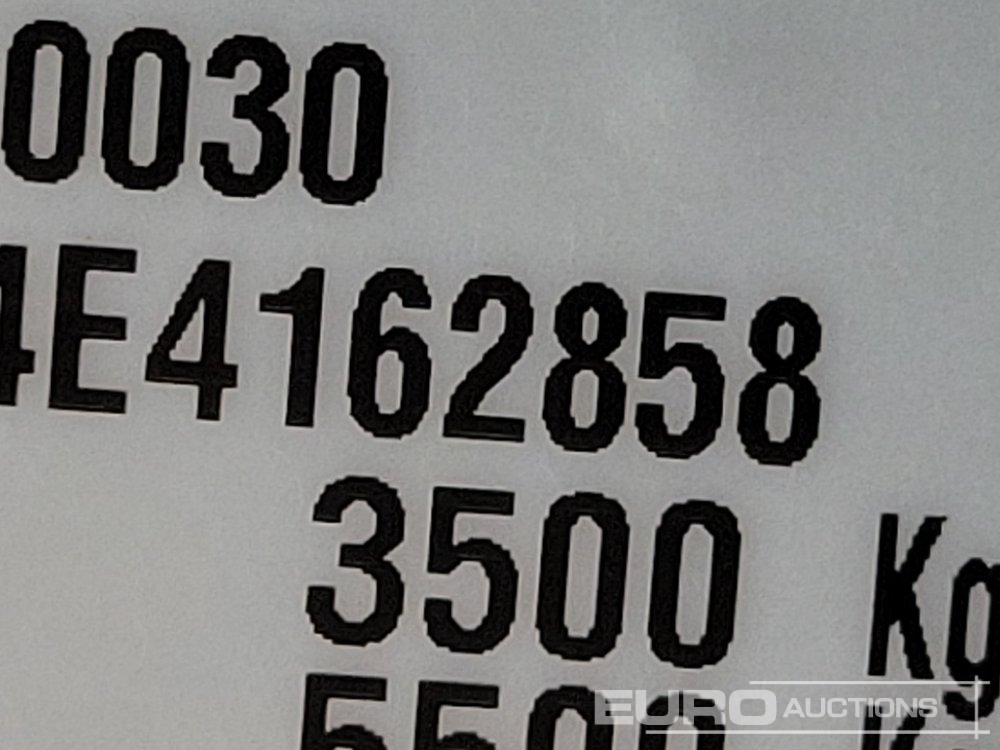 0030
4E4162858
3500 Kg
EURO AUCTIONS